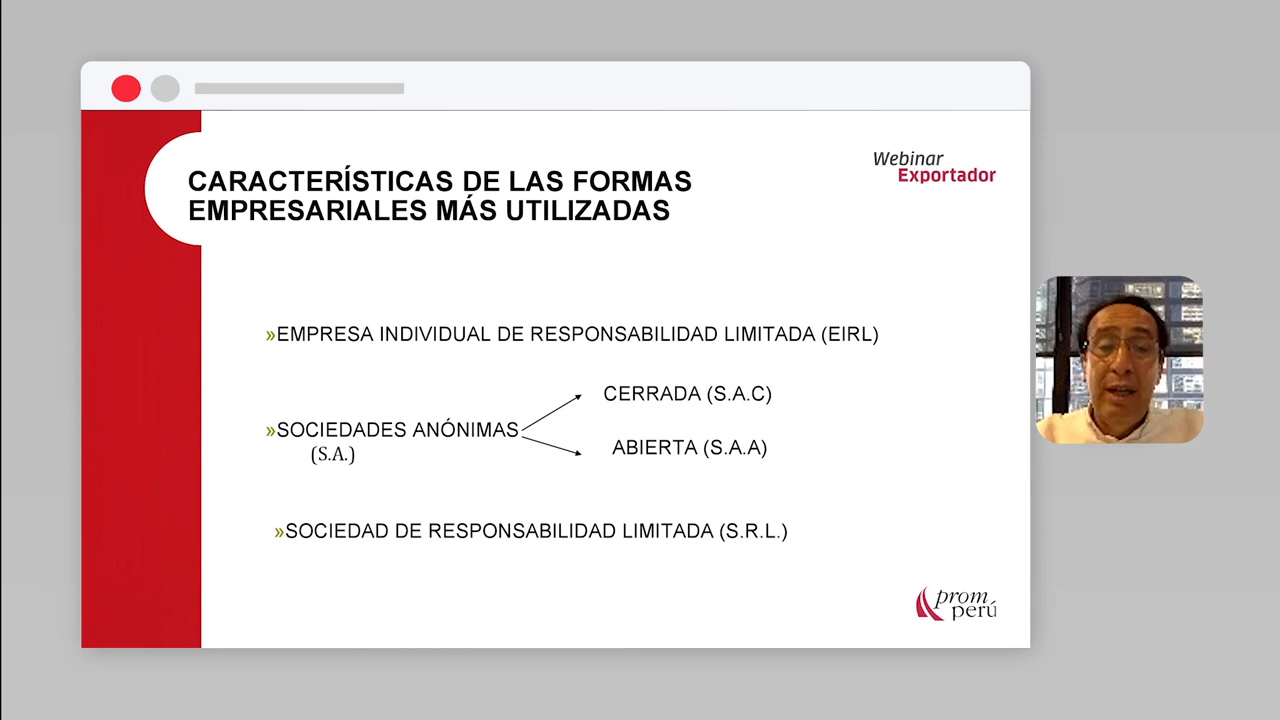 Webinar
Exportador
CARACTERÍSTICAS DE LAS FORMAS
EMPRESARIALES MÁS UTILIZADAS
»EMPRESA INDIVIDUAL DE RESPONSABILIDAD LIMITADA (EIRL)
CERRADA (S.A.C)
»SOCIEDADES ANÓNIMAS
(S.A.)
ABIERTA (S.A.A)
»SOCIEDAD DE RESPONSABILIDAD LIMITADA (S.R.L.)
prom
perú